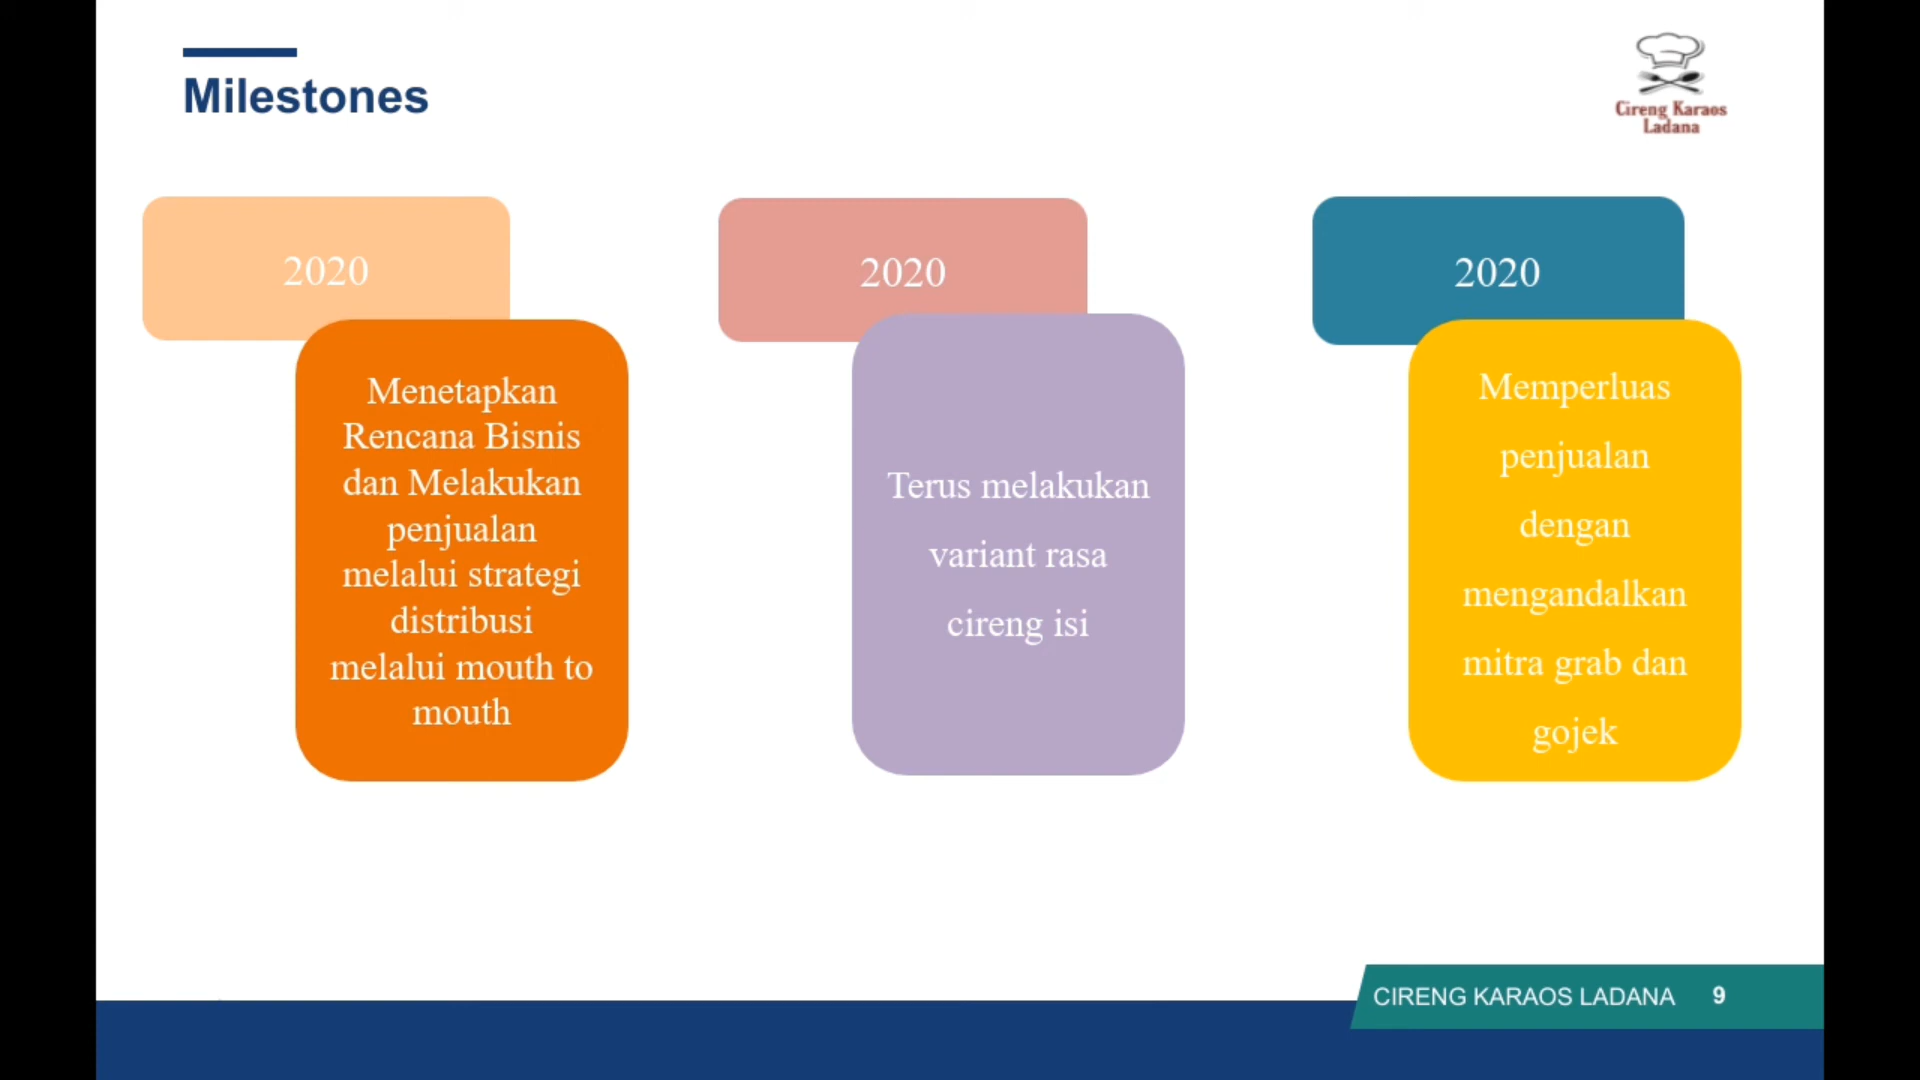 Milestones
Cireng Karaos
Ladana
2020
Menetapkan
Rencana Bisnis
dan Melakukan
penjualan
melalui strategi
distribusi
melalui mouth to
mouth
2020
Terus melakukan
variant rasa
cireng isi
2020
Memperluas
penjualan
dengan
mengandalkan
mitra grab dan
gojek
CIRENG KARAOS LADANA 9